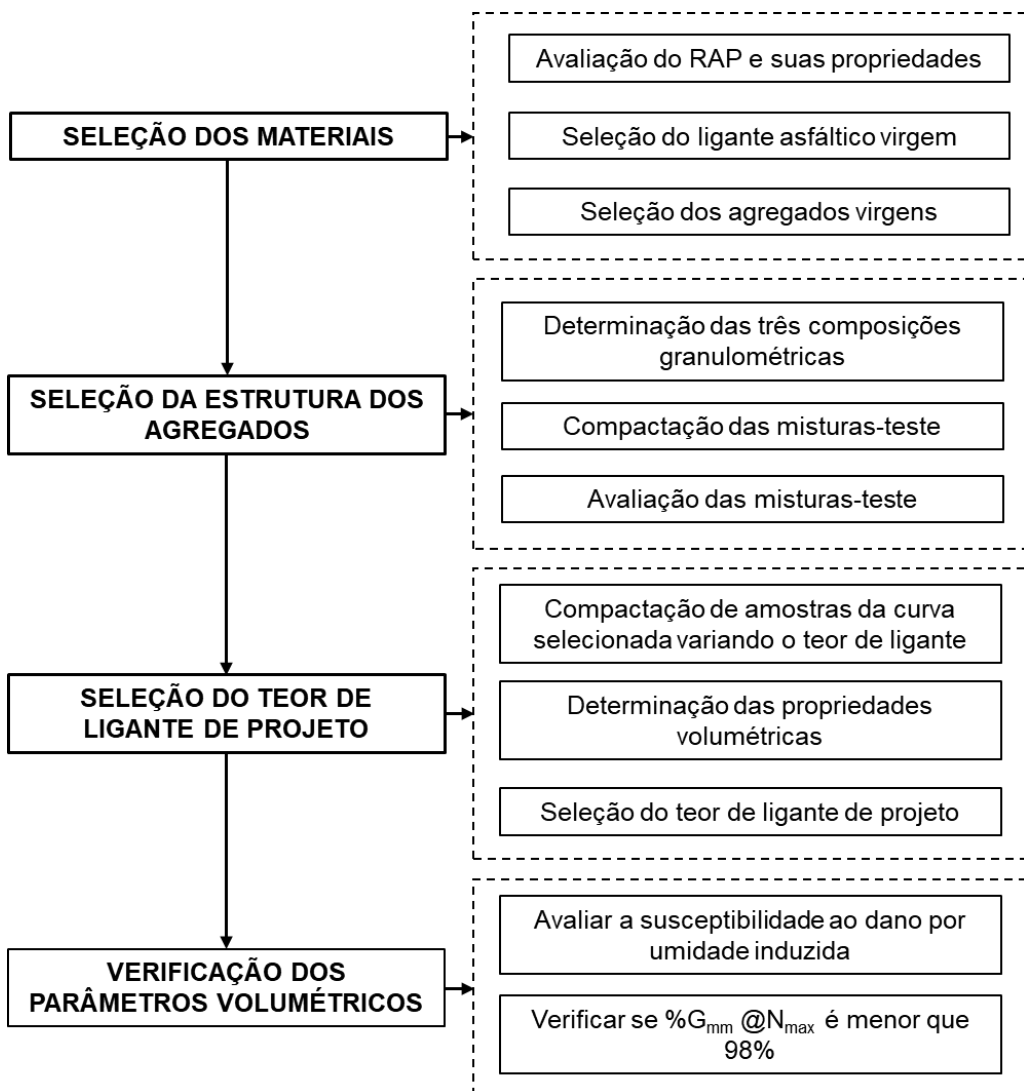 SELEÇÃO DOS MATERIAIS
Avaliação do RAP e suas propriedades
Seleção do ligante asfáltico virgem
Seleção dos agregados virgens
SELEÇÃO DA ESTRUTURA DOS
AGREGADOS
Determinação das três composições
granulométricas
Compactação das misturas-teste
Avaliação das misturas-teste
SELEÇÃO DO TEOR DE
LIGANTE DE PROJETO
Compactação de amostras da curva
selecionada variando o teor de ligante
Determinação das propriedades
volumétricas
Seleção do teor de ligante de projeto
VERIFICAÇÃO DOS
PARÂMETROS VOLUMÉTRICOS
Avaliar a susceptibilidade ao dano por
umidade induzida
Verificar se %Gmm @Nmax é menor que
98%